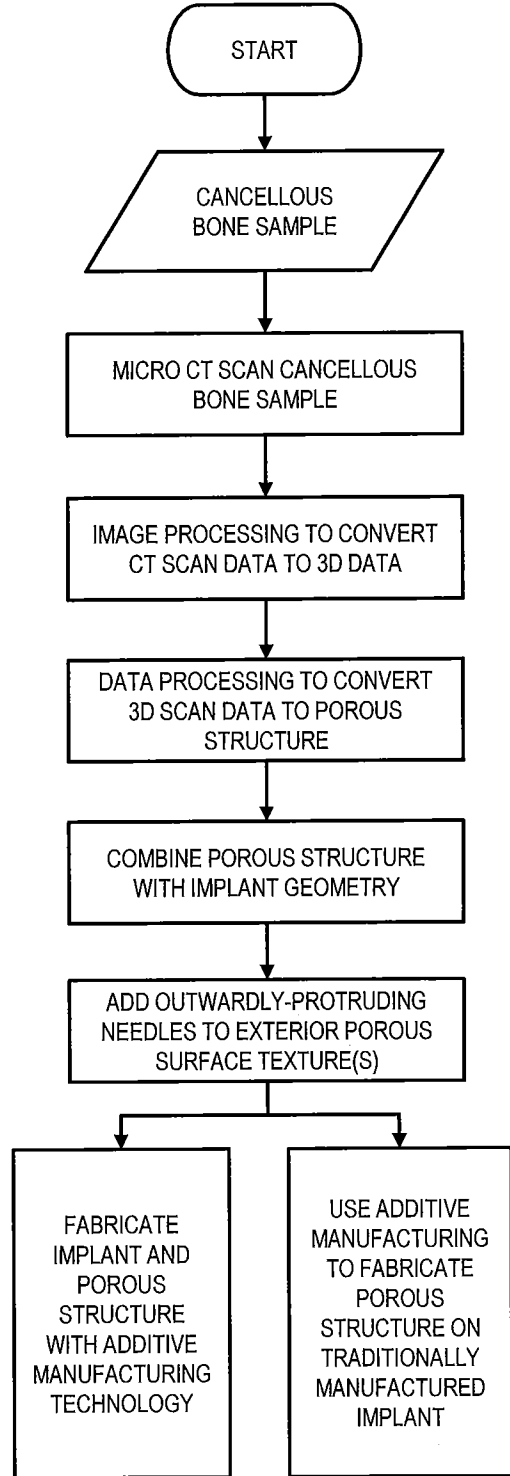 START
CANCELLOUS
BONE SAMPLE
MICRO CT SCAN CANCELLOUS
BONE SAMPLE
IMAGE PROCESSING TO CONVERT
CT SCAN DATA TO 3D DATA
DATA PROCESSING TO CONVERT
3D SCAN DATA TO POROUS
STRUCTURE
COMBINE POROUS STRUCTURE
WITH IMPLANT GEOMETRY
ADD OUTWARDLY-PROTRUDING
NEEDLES TO EXTERIOR POROUS
SURFACE TEXTURE(S)
FABRICATE
IMPLANT AND
POROUS
STRUCTURE
WITH ADDITIVE
MANUFACTURING
TECHNOLOGY
USE ADDITIVE
MANUFACTURING
TO FABRICATE
POROUS
STRUCTURE ON
TRADITIONALLY
MANUFACTURED
IMPLANT